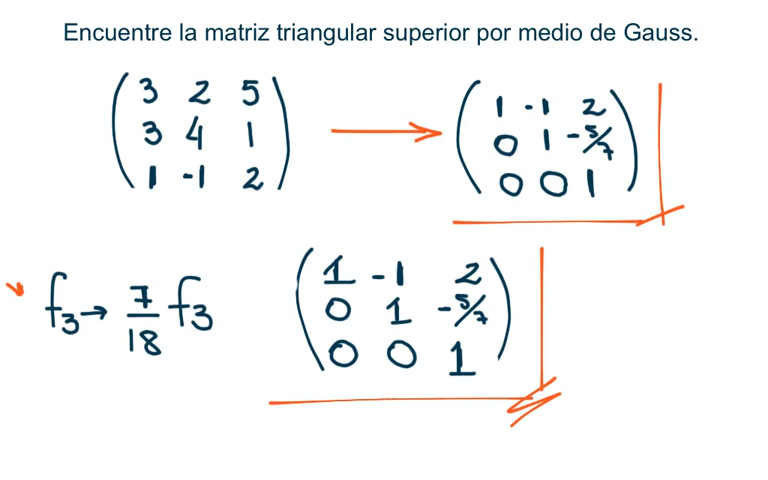 Encuentre la matriz triangular superior por medio de Gauss.
3 2 5
3 4 1
1 -1 2
1 -1 2
0 1 -5/7
0 0 1
f3→ 7/18 f3
1 -1 2
0 1 -5/7
0 0 1